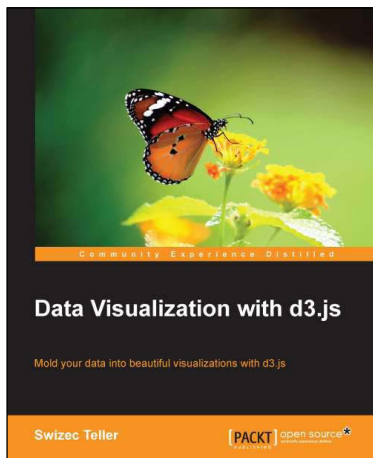 Community Experience Distilled
Data Visualization with d3.js
Mold your data into beautiful visualizations with d3.js
Swizec Teller
[PACKT] open source*
PUBLISHING